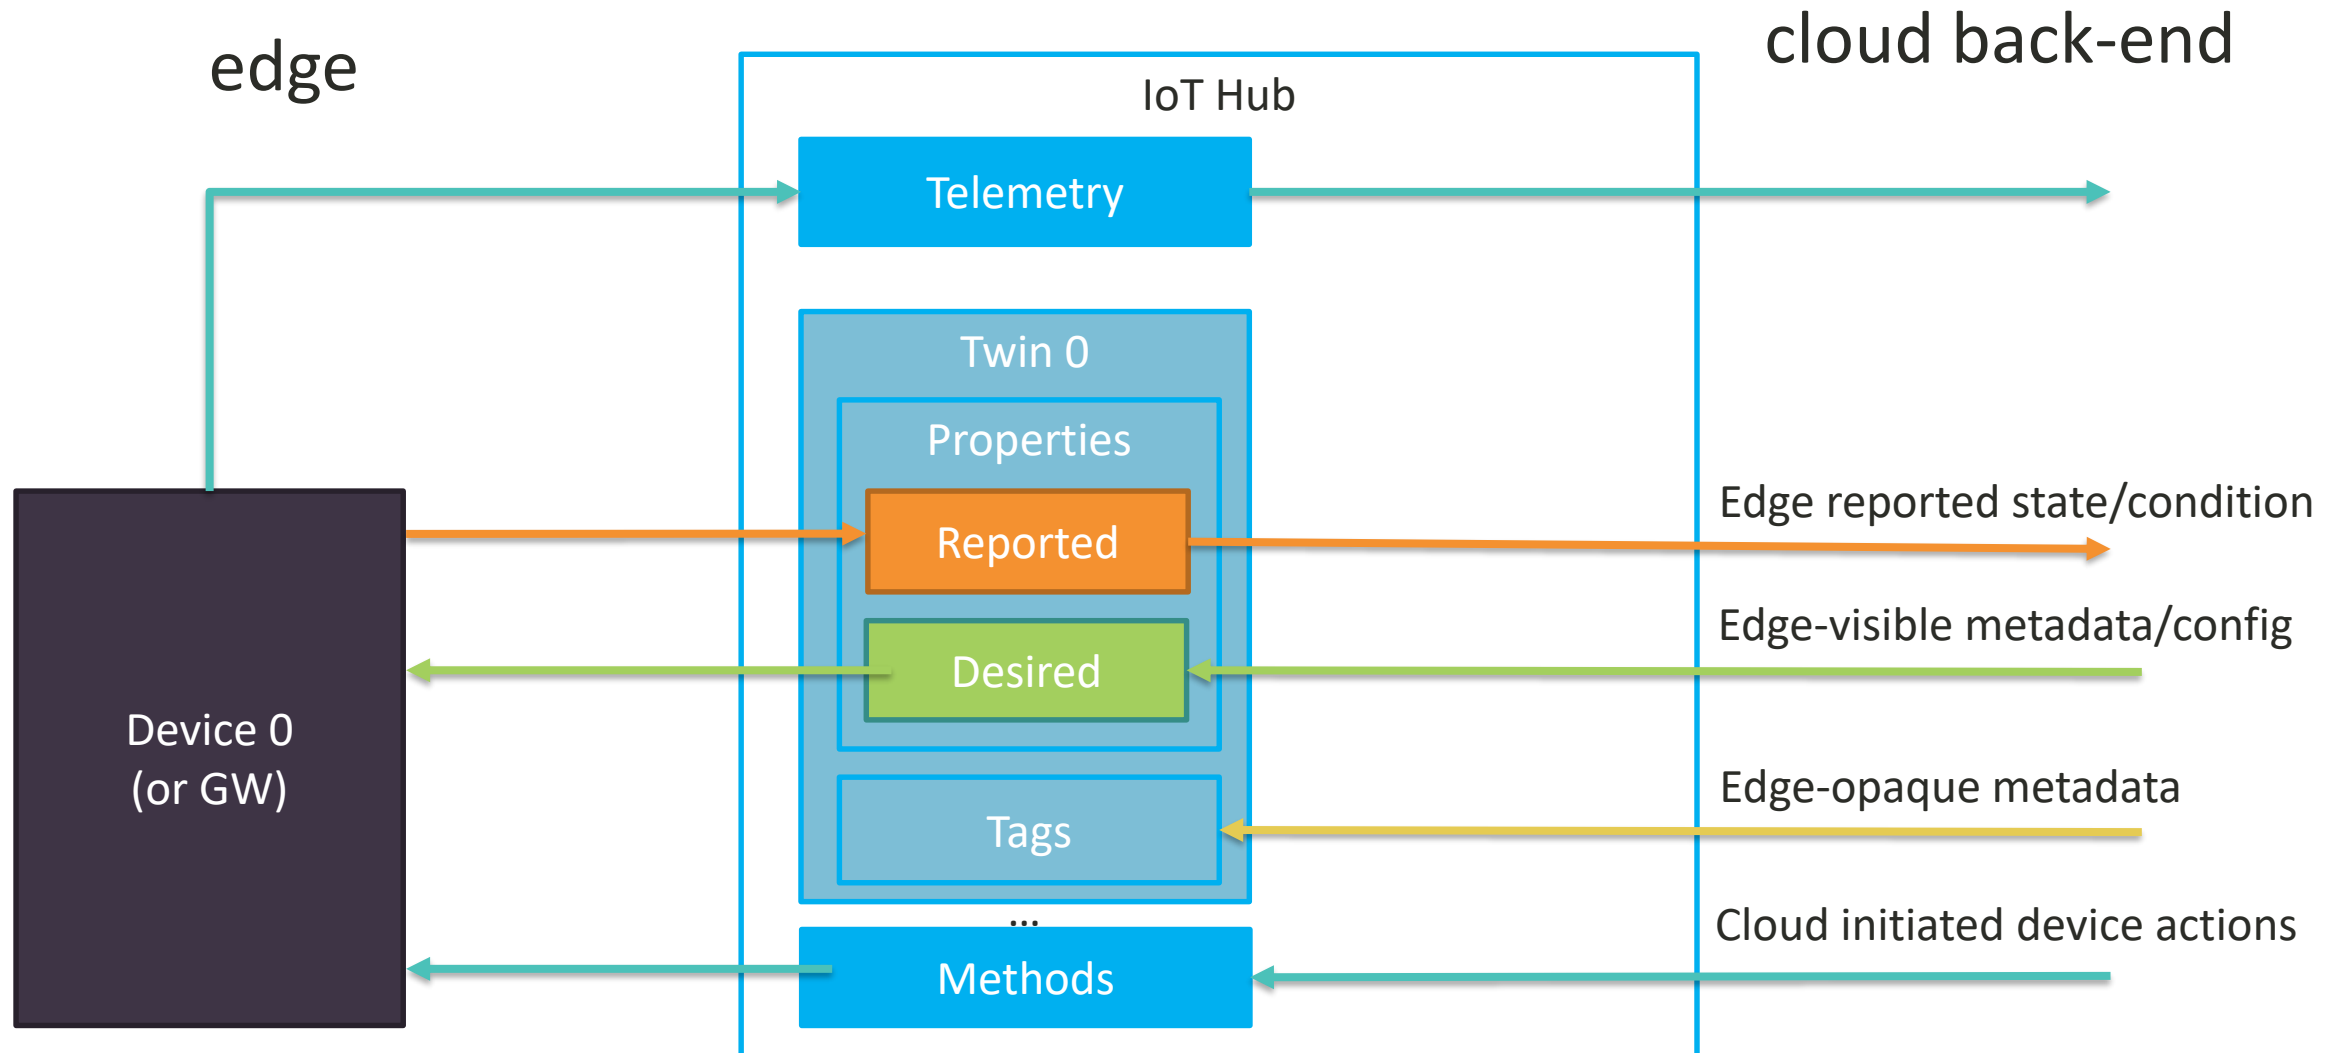 edge
cloud back-end
IoT Hub
Telemetry
Twin 0
Properties
Reported
Edge reported state/condition
Desired
Edge-visible metadata/config
Device 0
(or GW)
Tags
Edge-opaque metadata
...
Methods
Cloud initiated device actions